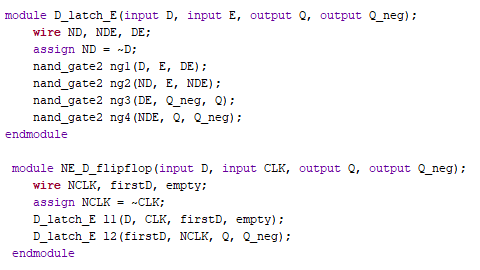 module D_latch_E(input D, input E, output Q, output Q_neg);
wire ND, NDE, DE;
assign ND = ~D;
nand_gate2 ng1(D, E, DE);
nand_gate2 ng2(ND, E, NDE);
nand_gate2 ng3(DE, Q_neg, Q);
nand_gate2 ng4(NDE, Q, Q_neg);
endmodule
module NE_D_flipflop(input D, input CLK, output Q, output Q_neg);
wire NCLK, firstD, empty;
assign NCLK = ~CLK;
D_latch_E l1(D, CLK, firstD, empty);
D_latch_E l2(firstD, NCLK, Q, Q_neg);
endmodule